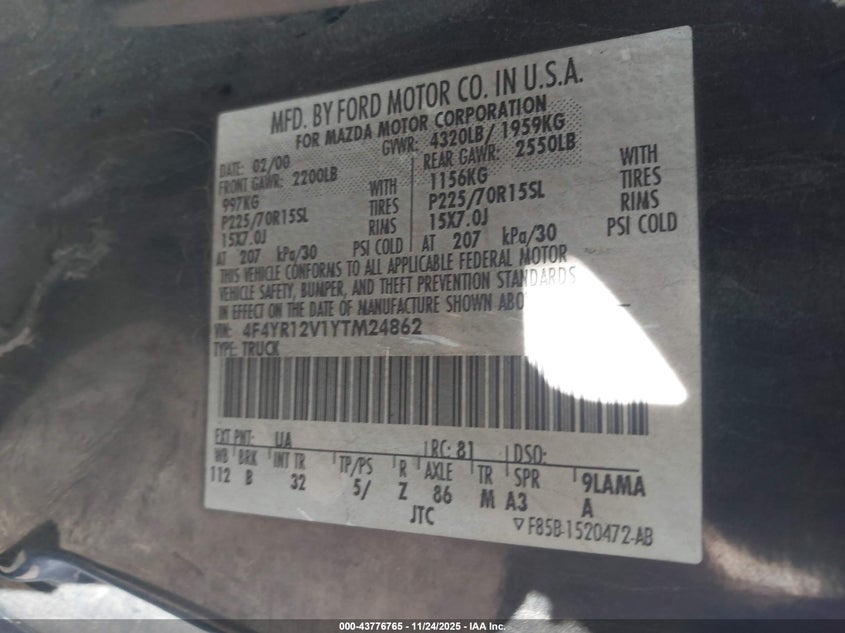 MFD. BY FORD MOTOR CO. IN U.S.A.
FOR MAZDA MOTOR CORPORATION
DATE: 02/00 GVWR: 4320LB/ 1959KG
FRONT GAWR: 2200LB REAR GAWR: 2550LB
997KG WITH 1156KG WITH
P225/70R15SL TIRES P225/70R15SL TIRES
15X7.0J RIMS 15X7.0J RIMS
AT 207 kPa/30 PSI COLD AT 207 kPa/30 PSI COLD
THIS VEHICLE CONFORMS TO ALL APPLICABLE FEDERAL MOTOR
VEHICLE SAFETY, BUMPER, AND THEFT PREVENTION STANDARDS
IN EFFECT ON THE DATE OF MANUFACTURE SHOWN
VIN: 4F4YR12V1YTM24862
TYPE: TRUCK
EXT PNT: UA RC: 81 DSO:
WB BRK INT TR TP/PS R AXLE TR SPR 9LAMA
112 B 32 5/ Z 86 M A3 A
JTC
F85B-1520472-AB
000-43776765 | 11/24/2025 | IAA Inc.